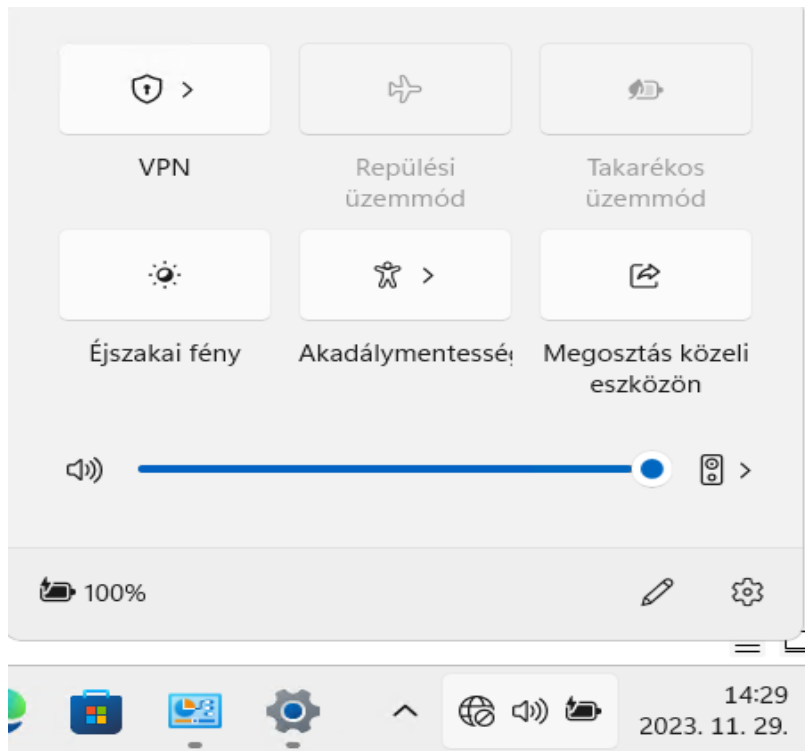 VPN
Repülési
üzemmód
Takarékos
üzemmód
Éjszakai fény
Akadálymentesség
Megosztás közeli
eszközön
100%
14:29
2023. 11. 29.